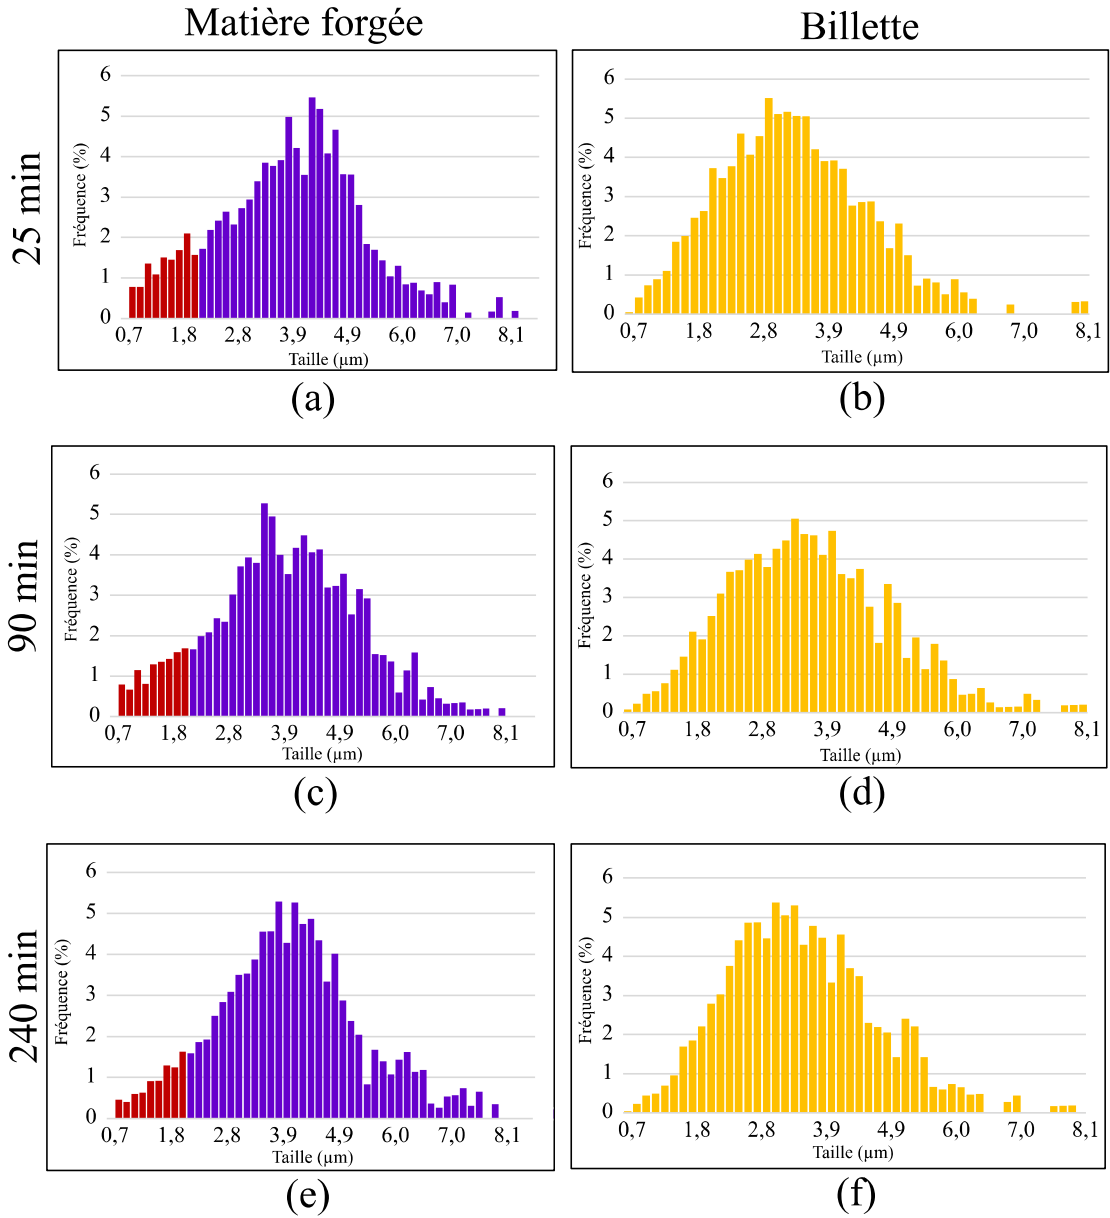 Matière forgée
Billette
25 min
Fréquence (%)
6
5
4
3
2
1
0
0,7 1,8 2,8 3,9 4,9 6,0 7,0 8,1
Taille (µm)
(a)
Fréquence (%)
6
5
4
3
2
1
0
0,7 1,8 2,8 3,9 4,9 6,0 7,0 8,1
Taille (µm)
(b)
90 min
Fréquence (%)
6
5
4
3
2
1
0
0,7 1,8 2,8 3,9 4,9 6,0 7,0 8,1
Taille (µm)
(c)
Fréquence (%)
6
5
4
3
2
1
0
0,7 1,8 2,8 3,9 4,9 6,0 7,0 8,1
Taille (µm)
(d)
240 min
Fréquence (%)
6
5
4
3
2
1
0
0,7 1,8 2,8 3,9 4,9 6,0 7,0 8,1
Taille (µm)
(e)
Fréquence (%)
6
5
4
3
2
1
0
0,7 1,8 2,8 3,9 4,9 6,0 7,0 8,1
Taille (µm)
(f)